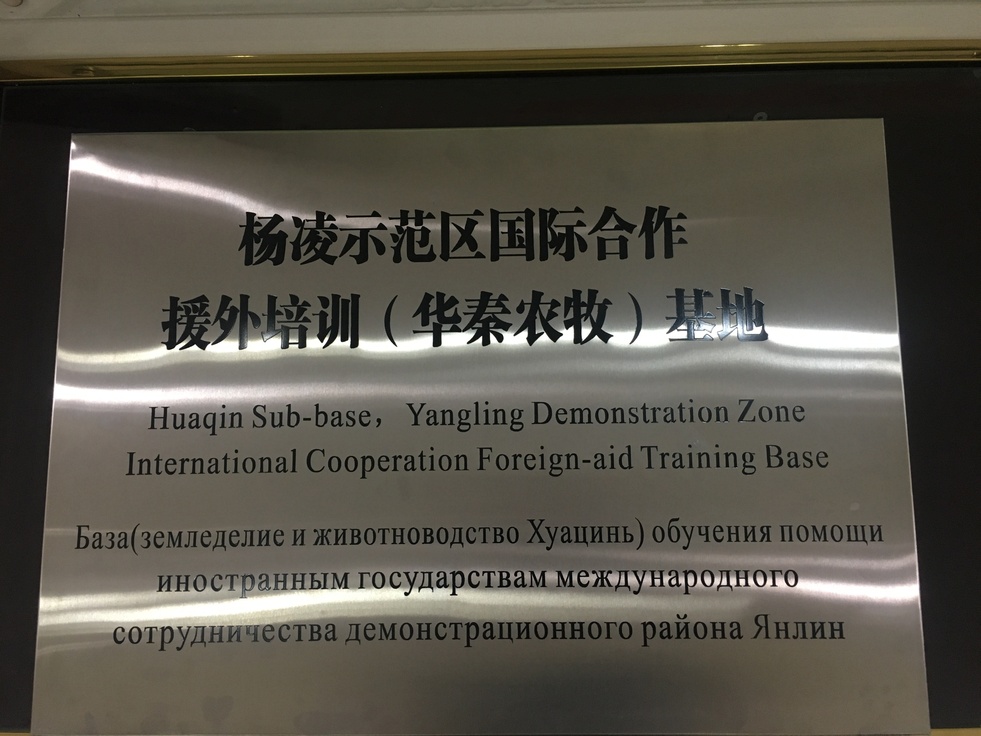 杨凌示范区国际合作
援外培训（华秦农牧）基地
Huaqin Sub-base， Yangling Demonstration Zone
International Cooperation Foreign-aid Training Base
База(земледелие и животноводство Хуацинь) обучения помощи
иностранным государствам международного
сотрудничества демонстрационного района Янлин